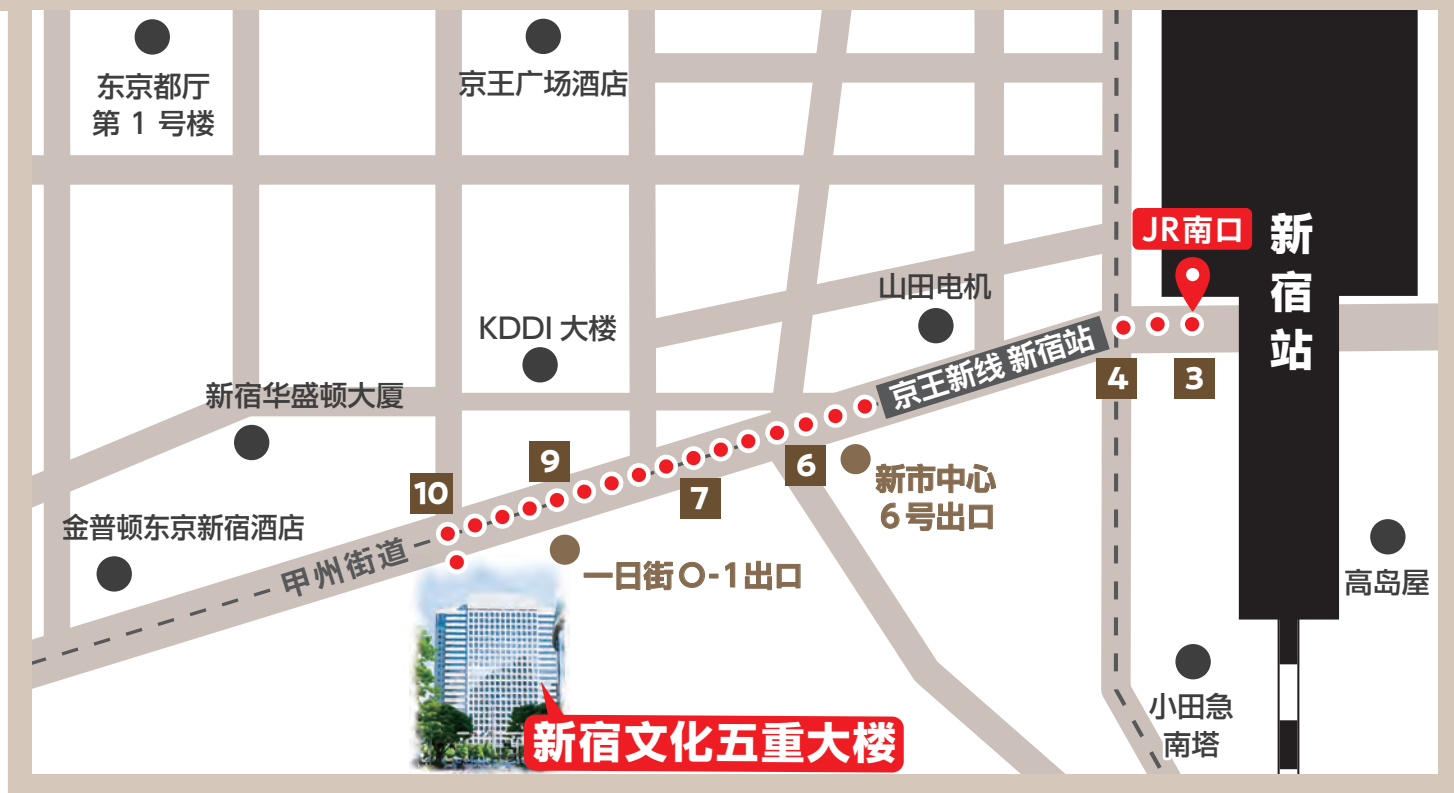 东京都厅
第 1 号楼
京王广场酒店
JR南口
新宿站
山田电机
KDDI 大楼
京王新线 新宿站
4
3
新宿华盛顿大厦
9
6
新市中心
6号出口
10
7
金普顿东京新宿酒店
甲州街道
一日街O-1出口
高岛屋
小田急
南塔
新宿文化五重大楼